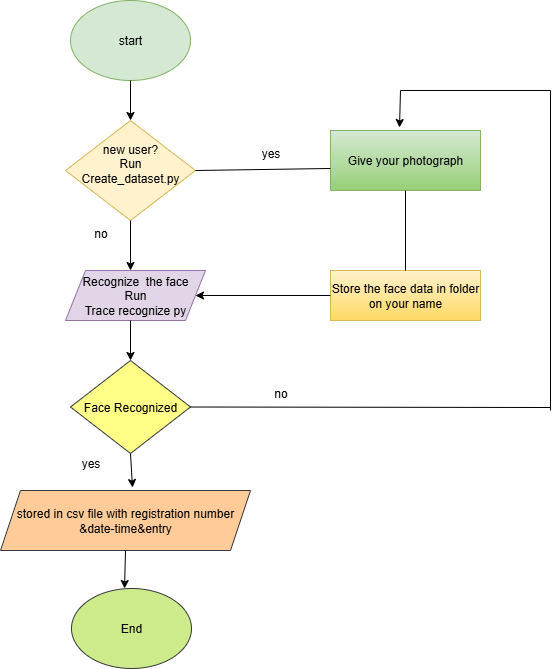 start
new user?
Run
Create_dataset.py
yes
Give your photograph
no
Recognize  the face
Run
Trace recognize py
Store the face data in folder
on your name
Face Recognized
no
yes
stored in csv file with registration number
&date-time&entry
End